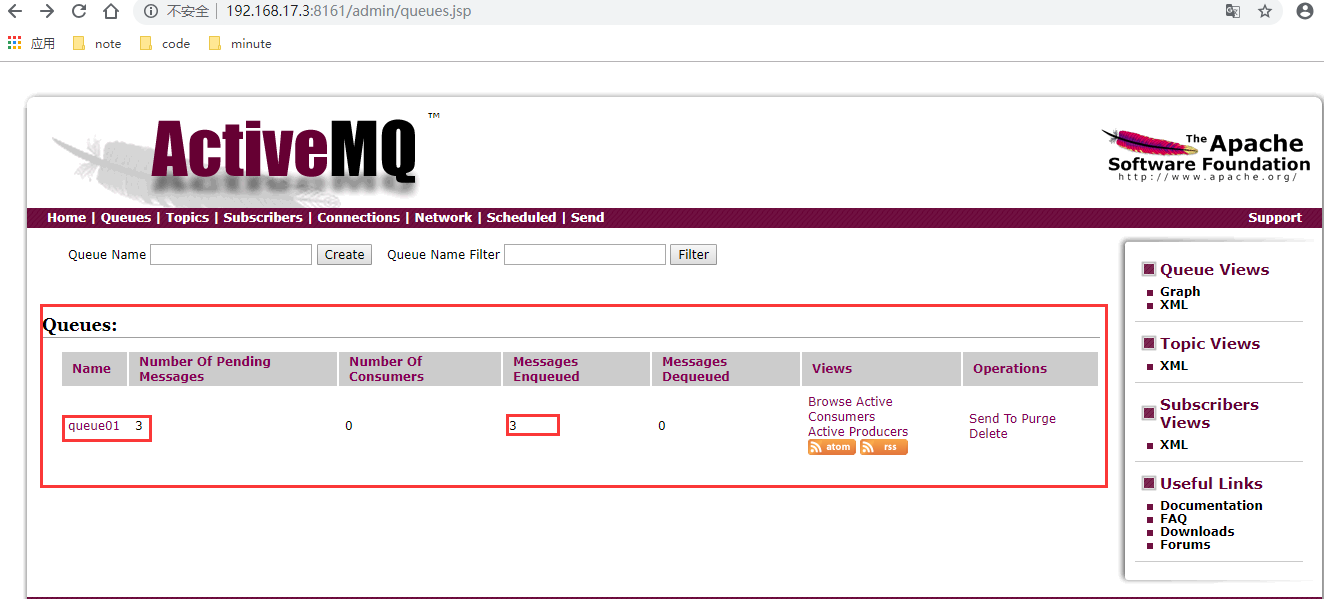 不安全 | 192.168.17.3:8161/admin/queues.jsp
应用 note code minute
ActiveMQ ™
The Apache
Software Foundation
http://www.apache.org/
Home | Queues | Topics | Subscribers | Connections | Network | Scheduled | Send
Support
Queue Name Create Queue Name Filter Filter
Queues:
Name
Number Of Pending
Messages
Number Of
Consumers
Messages
Enqueued
Messages
Dequeued
Views
Operations
queue01 3 0 3 0
Browse Active
Consumers
Active Producers
atom rss
Send To Purge
Delete
Queue Views
Graph
XML
Topic Views
XML
Subscribers
Views
XML
Useful Links
Documentation
FAQ
Downloads
Forums